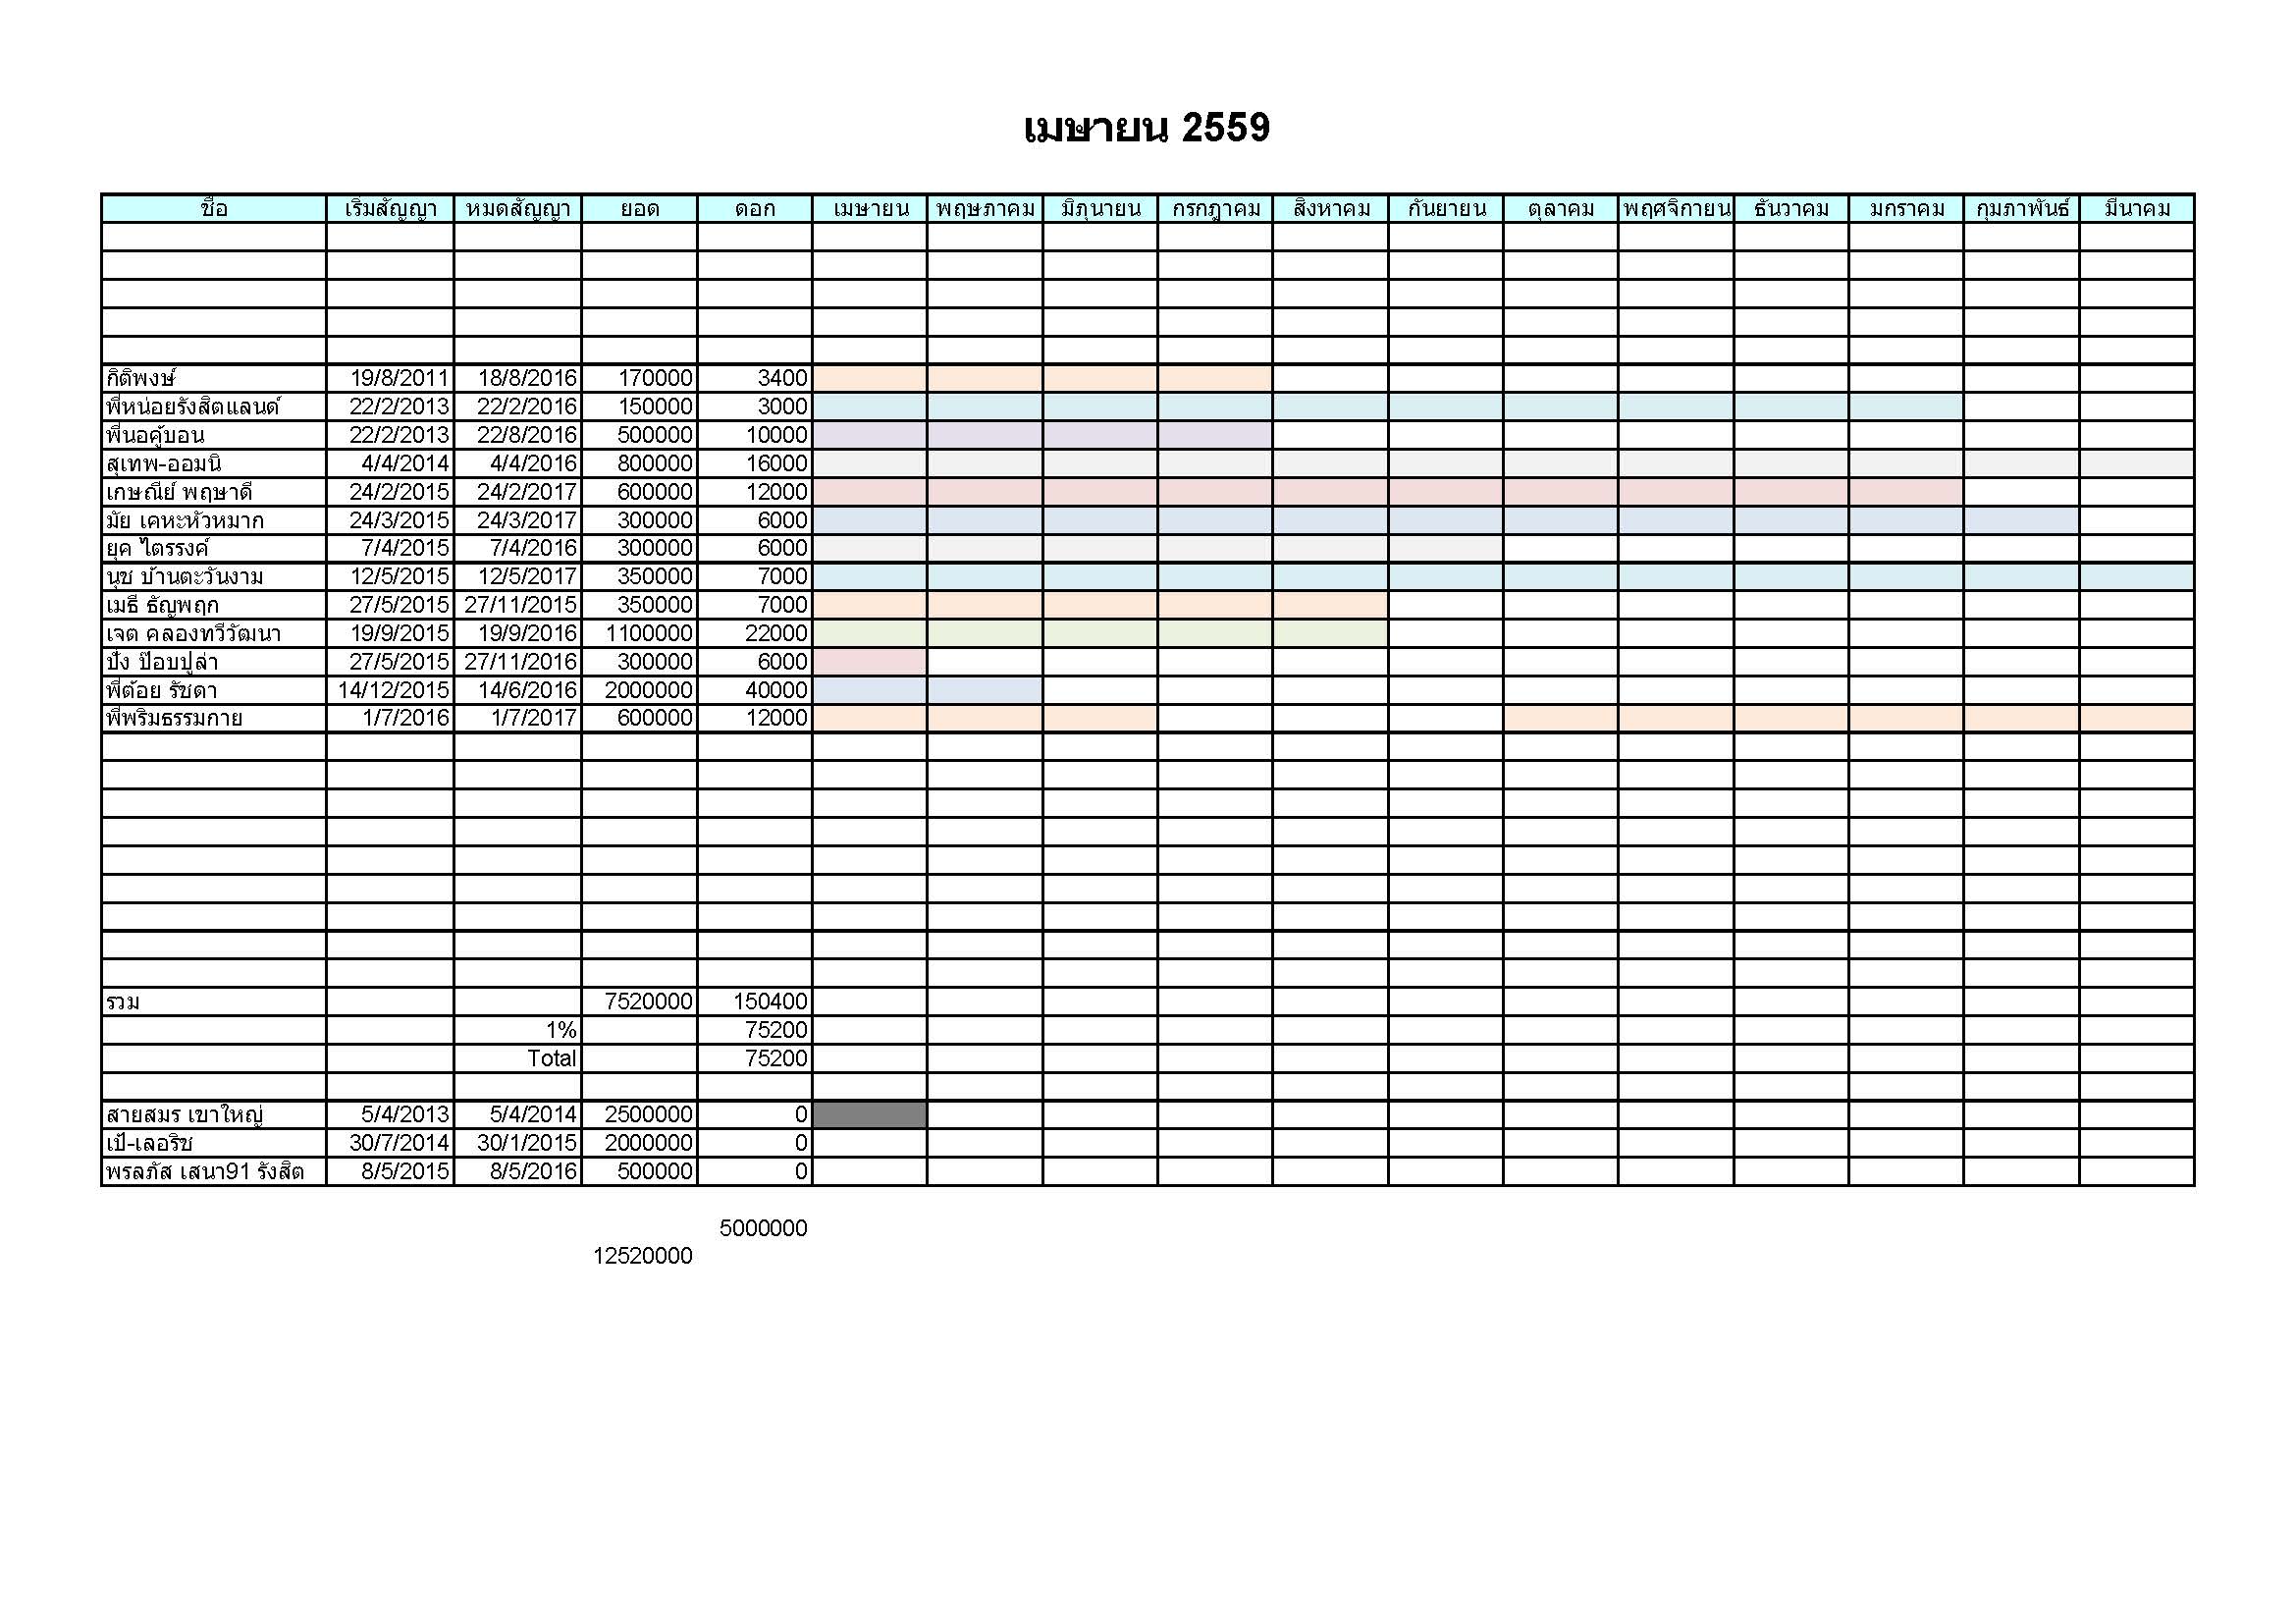 เมษายน 2559
ชื่อ เริ่มสัญญา หมดสัญญา ยอด ดอก เมษายน พฤษภาคม มิถุนายน กรกฎาคม สิงหาคม กันยายน ตุลาคม พฤศจิกายน ธันวาคม มกราคม กุมภาพันธ์ มีนาคม
กิติพงษ์ 19/8/2011 18/8/2016 170000 3400
พี่หน่อยรังสิตแลนด์ 22/2/2013 22/2/2016 150000 3000
พี่นอคู้บอน 22/2/2013 22/8/2016 500000 10000
สุเทพ-ออมนิ 4/4/2014 4/4/2016 800000 16000
เกษณีย์ พฤษาดี 24/2/2015 24/2/2017 600000 12000
มัย เคหะหัวหมาก 24/3/2015 24/3/2017 300000 6000
ยุค ไตรรงค์ 7/4/2015 7/4/2016 300000 6000
นุช บ้านตะวันงาม 12/5/2015 12/5/2017 350000 7000
เมธี ธัญพฤก 27/5/2015 27/11/2015 350000 7000
เจต คลองทวีวัฒนา 19/9/2015 19/9/2016 1100000 22000
ปัง ป๊อบปูล่า 27/5/2015 27/11/2016 300000 6000
พี่ต้อย รัชดา 14/12/2015 14/6/2016 2000000 40000
พี่พริมธรรมกาย 1/7/2016 1/7/2017 600000 12000
รวม 7520000 150400
1% 75200
Total 75200
สายสมร เขาใหญ่ 5/4/2013 5/4/2014 2500000 0
เป้-เลอริช 30/7/2014 30/1/2015 2000000 0
พรลภัส เสนา91 รังสิต 8/5/2015 8/5/2016 500000 0
5000000
12520000